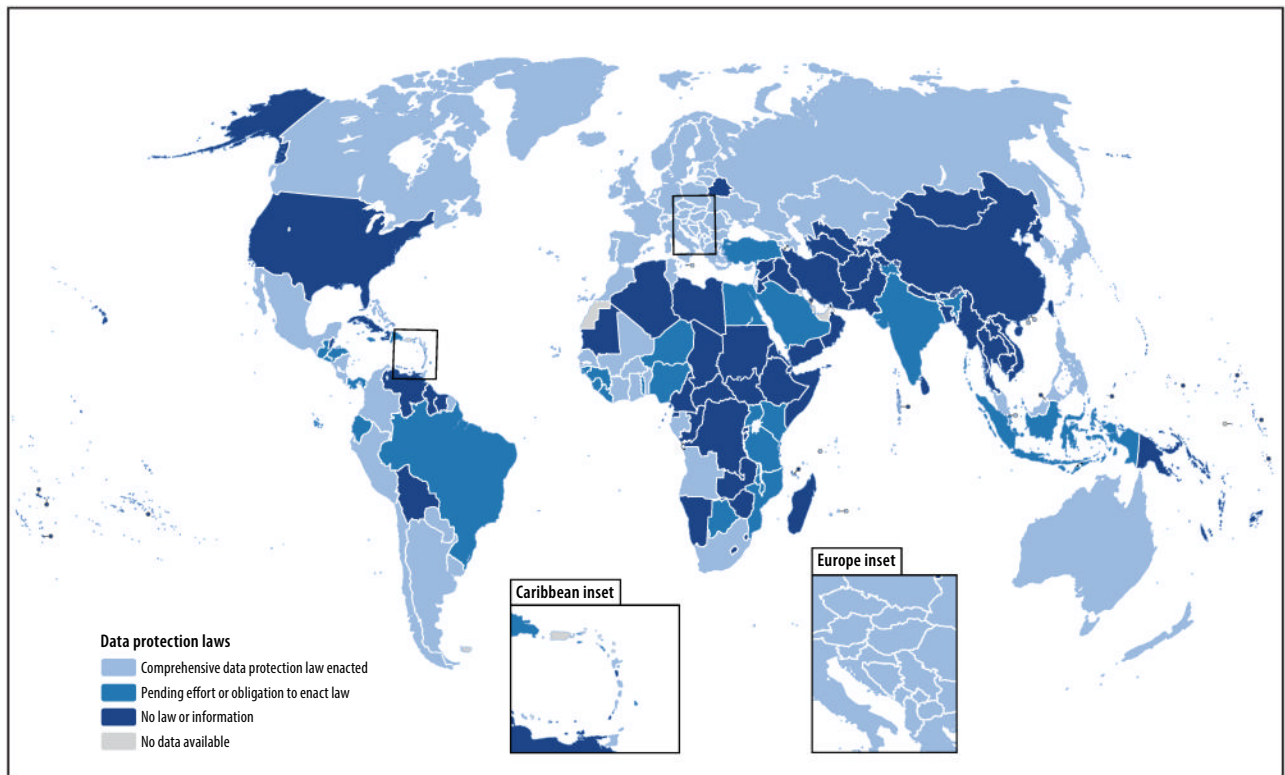 Caribbean inset
Europe inset
Data protection laws
Comprehensive data protection law enacted
Pending effort or obligation to enact law
No law or information
No data available